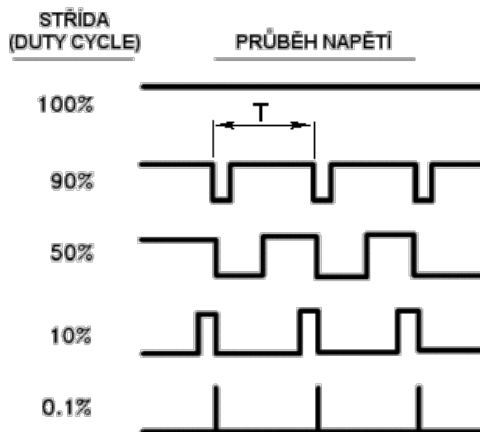 STŘÍDA
(DUTY CYCLE)
PRŮBĚH NAPĚTÍ
100%
T
90%
50%
10%
0.1%